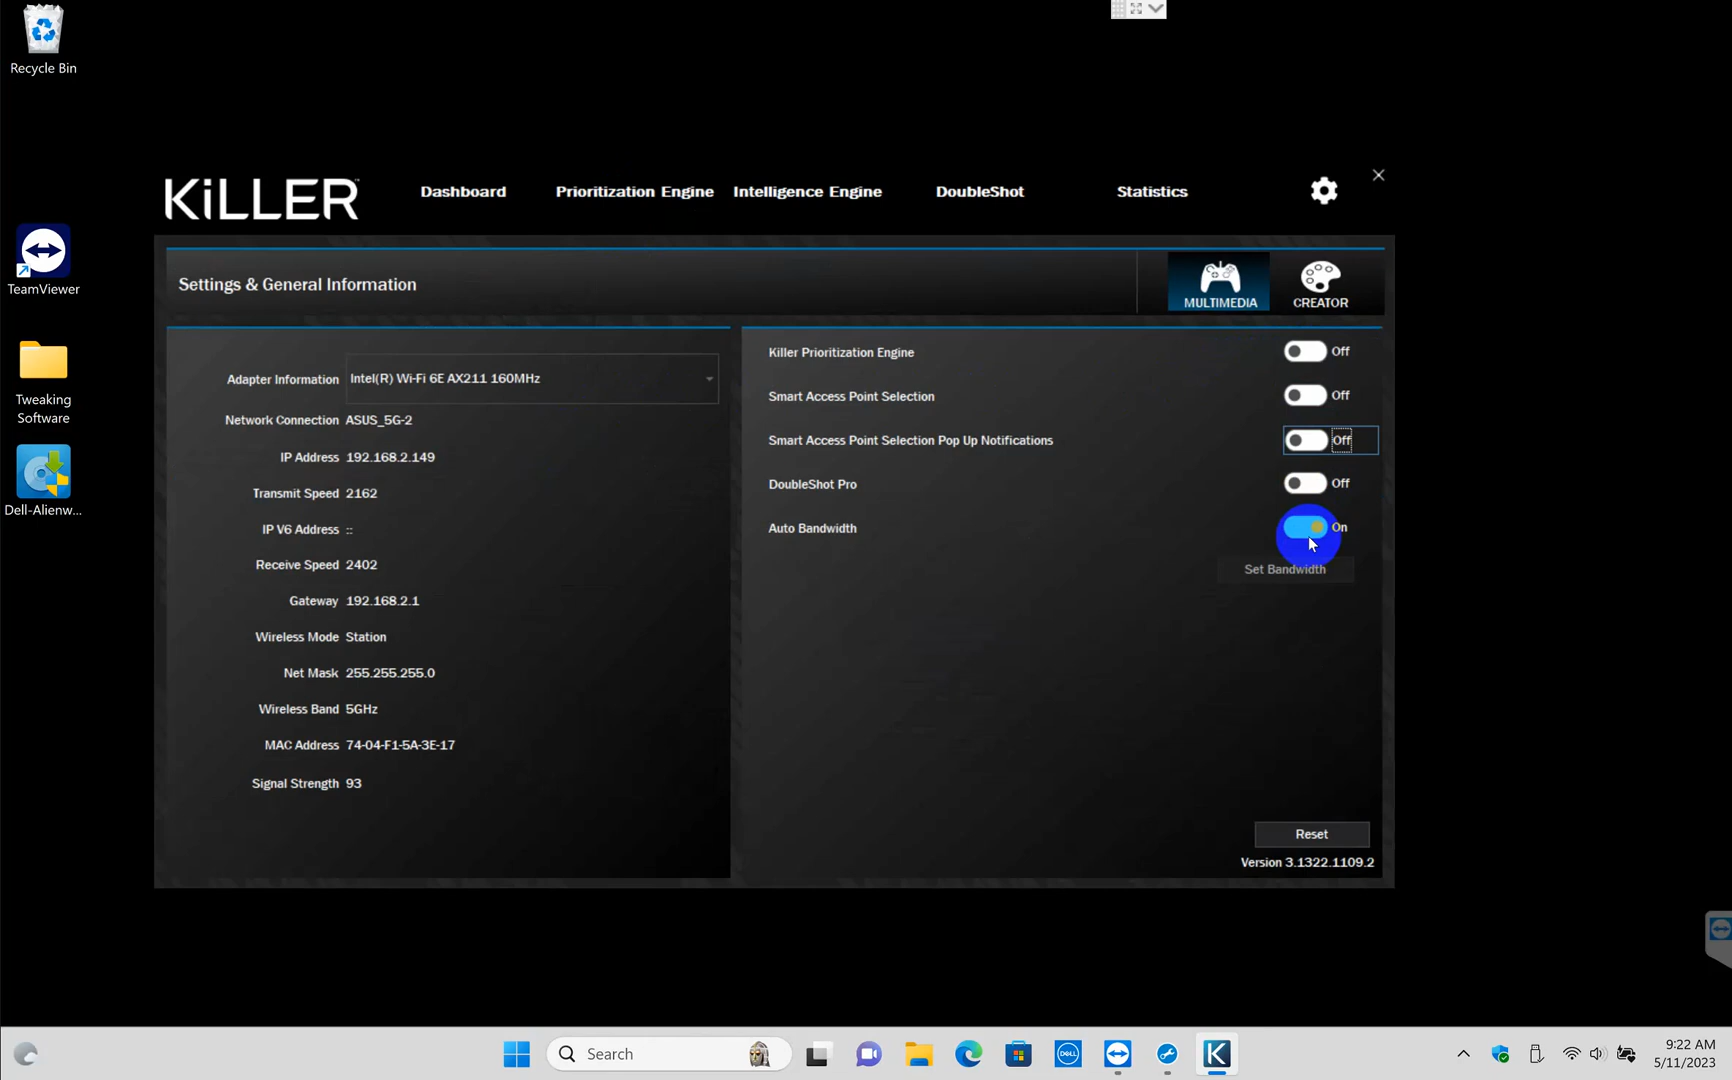 Recycle Bin
TeamViewer
Tweaking
Software
Dell-Alienw...
KiLLER
Dashboard
Prioritization Engine
Intelligence Engine
DoubleShot
Statistics
Settings & General Information
MULTIMEDIA
CREATOR
Adapter Information Intel(R) Wi-Fi 6E AX211 160MHz
Network Connection ASUS_5G-2
IP Address 192.168.2.149
Transmit Speed 2162
IP V6 Address ::
Receive Speed 2402
Gateway 192.168.2.1
Wireless Mode Station
Net Mask 255.255.255.0
Wireless Band 5GHz
MAC Address 74-04-F1-5A-3E-17
Signal Strength 93
Killer Prioritization Engine Off
Smart Access Point Selection Off
Smart Access Point Selection Pop Up Notifications Off
DoubleShot Pro Off
Auto Bandwidth On
Set Bandwidth
Reset
Version 3.1322.1109.2
Search
DELL
K
9:22 AM
5/11/2023